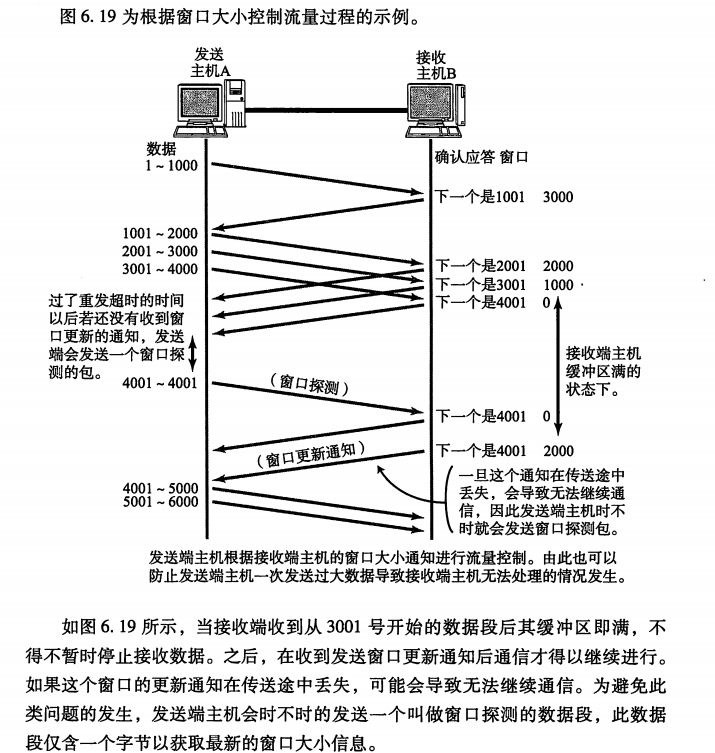 图6.19为根据窗口大小控制流量过程的示例。
发送
主机A
接收
主机B
数据
确认应答 窗口
1～1000
下一个是1001 3000
1001～2000
2001～3000
3001～4000
下一个是2001 2000
下一个是3001 1000
下一个是4001 0
过了重发超时的时间
以后若还没有收到窗
口更新的通知，发送
端会发送一个窗口探
测的包。
接收端主机
缓冲区满的
状态下。
4001～4001
（窗口探测）
下一个是4001 0
（窗口更新通知）
下一个是4001 2000
4001～5000
5001～6000
一旦这个通知在传送途中
丢失，会导致无法继续通
信，因此发送端主机时不
时就会发送窗口探测包。
发送端主机根据接收端主机的窗口大小通知进行流量控制。由此也可以
防止发送端主机一次发送过大数据导致接收端主机无法处理的情况发生。
如图6.19所示，当接收端收到从3001号开始的数据段后其缓冲区即满，不
得不暂时停止接收数据。之后，在收到发送窗口更新通知后通信才得以继续进行。
如果这个窗口的更新通知在传送途中丢失，可能会导致无法继续通信。为避免此
类问题的发生，发送端主机会时不时的发送一个叫做窗口探测的数据段，此数据
段仅含一个字节以获取最新的窗口大小信息。